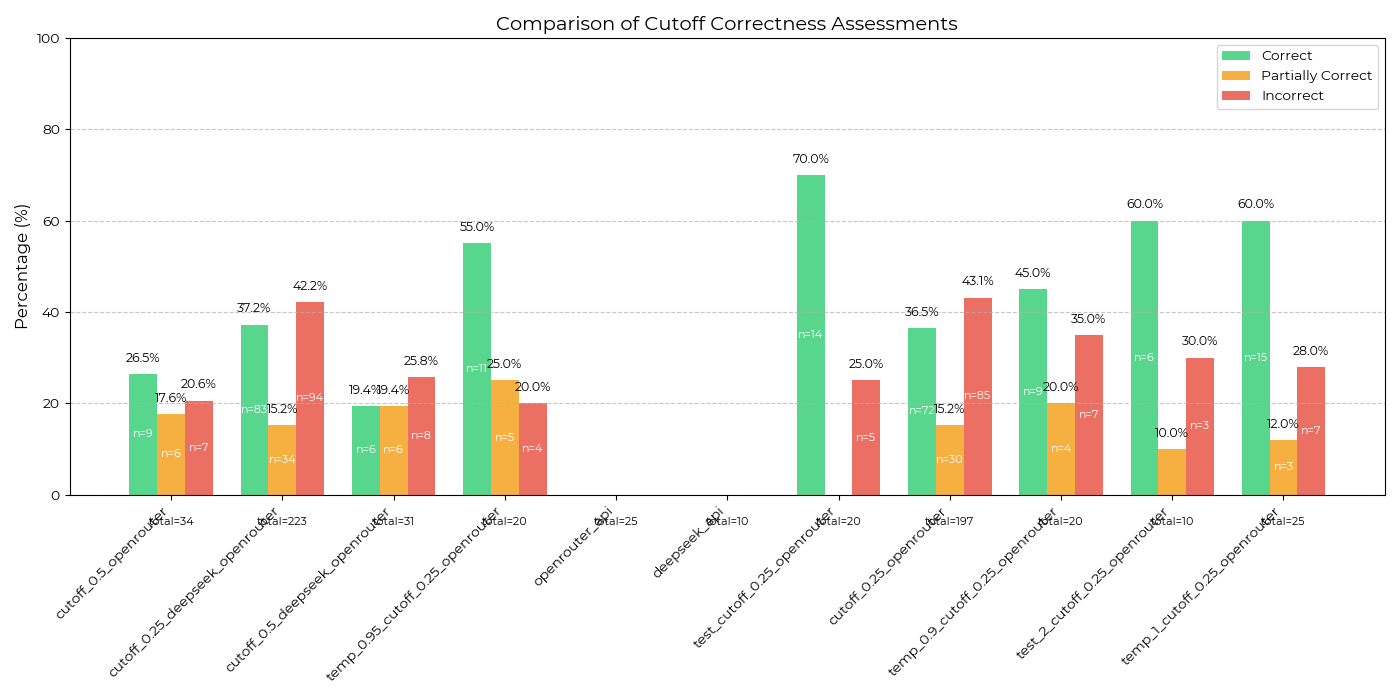 Comparison of Cutoff Correctness Assessments
Percentage (%)
100
80
60
40
20
0
Correct
Partially Correct
Incorrect
26.5%
17.6%
20.6%
n=9
n=6
n=7
37.2%
15.2%
42.2%
n=83
n=34
n=94
19.4%
19.4%
25.8%
n=6
n=6
n=8
55.0%
25.0%
20.0%
n=11
n=5
n=4
70.0%
25.0%
n=14
n=5
36.5%
15.2%
43.1%
n=72
n=30
n=85
45.0%
20.0%
35.0%
n=9
n=4
n=7
60.0%
10.0%
30.0%
n=6
n=3
60.0%
12.0%
28.0%
n=15
n=3
n=7
total=34
total=223
total=31
total=20
total=25
total=10
total=20
total=197
total=20
total=10
total=25
cutoff_0.5_openrouter
cutoff_0.25_deepseek_openrouter
cutoff_0.5_deepseek_openrouter
temp_0.95_cutoff_0.25_openrouter
openrouter_api
deepseek_api
test_cutoff_0.25_openrouter
cutoff_0.25_openrouter
temp_0.9_cutoff_0.25_openrouter
test_2_cutoff_0.25_openrouter
temp_1_cutoff_0.25_openrouter